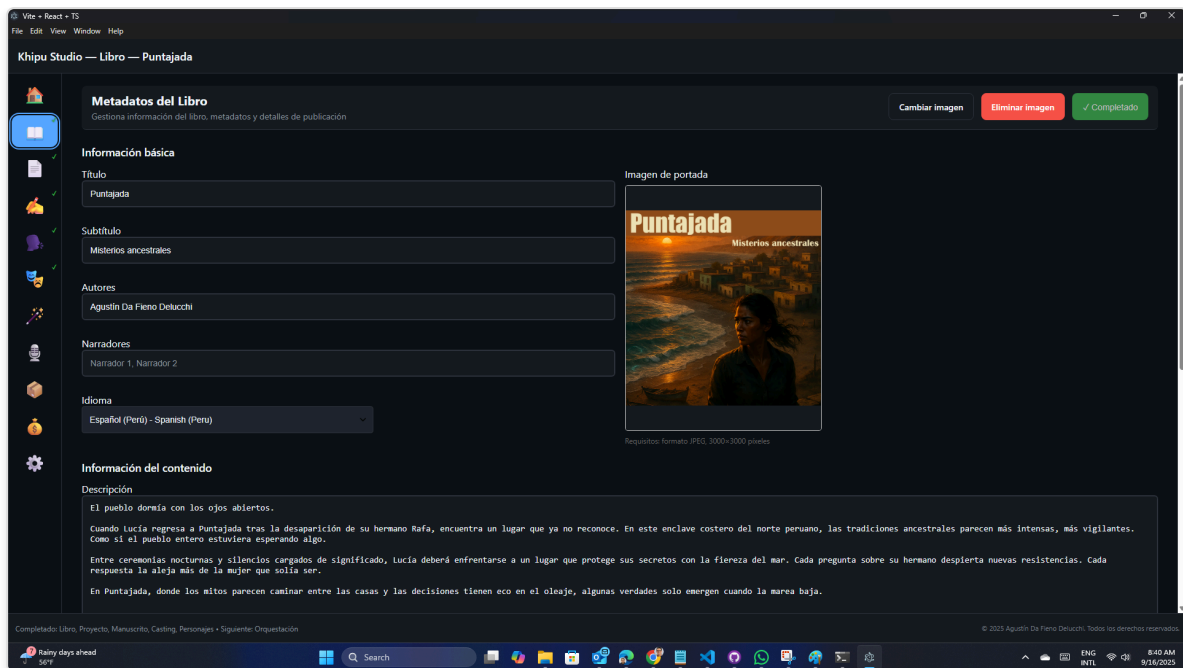 Vite + React + TS
File Edit View Window Help
Khipu Studio — Libro — Puntajada
Metadatos del Libro
Gestiona información del libro, metadatos y detalles de publicación
Cambiar imagen
Eliminar imagen
✓ Completado
Información básica
Título
Puntajada
Subtítulo
Misterios ancestrales
Autores
Agustín Da Fieno Delucchi
Narradores
Narrador 1, Narrador 2
Idioma
Español (Perú) - Spanish (Peru)
Imagen de portada
Puntajada
Misterios ancestrales
Requisitos: formato JPEG, 3000×3000 píxeles
Información del contenido
Descripción
El pueblo dormía con los ojos abiertos.
Cuando Lucía regresa a Puntajada tras la desaparición de su hermano Rafa, encuentra un lugar que ya no reconoce. En este enclave costero del norte peruano, las tradiciones ancestrales parecen más intensas, más vigilantes.
Como si el pueblo entero estuviera esperando algo.
Entre ceremonias nocturnas y silencios cargados de significado, Lucía deberá enfrentarse a un lugar que protege sus secretos con la fiereza del mar. Cada pregunta sobre su hermano despierta nuevas resistencias. Cada
respuesta la aleja más de la mujer que solía ser.
En Puntajada, donde los mitos parecen caminar entre las casas y las decisiones tienen eco en el oleaje, algunas verdades solo emergen cuando la marea baja.
Completado: Libro, Proyecto, Manuscrito, Casting, Personajes • Siguiente: Orquestación
© 2025 Agustín Da Fieno Delucchi. Todos los derechos reservados.
7
Rainy days ahead
56°F
Search
ENG
INTL
8:40 AM
9/16/2025